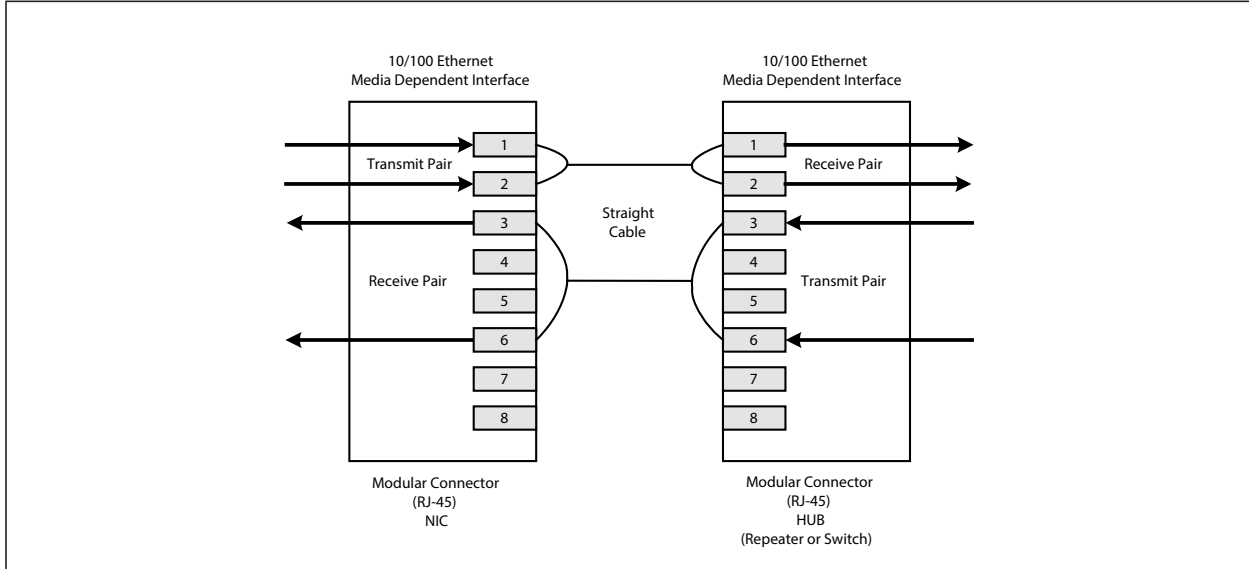 10/100 Ethernet
Media Dependent Interface
1
2
3
4
5
6
7
8
Transmit Pair
Receive Pair
Modular Connector
(RJ-45)
NIC
Straight
Cable
10/100 Ethernet
Media Dependent Interface
1
2
3
4
5
6
7
8
Receive Pair
Transmit Pair
Modular Connector
(RJ-45)
HUB
(Repeater or Switch)